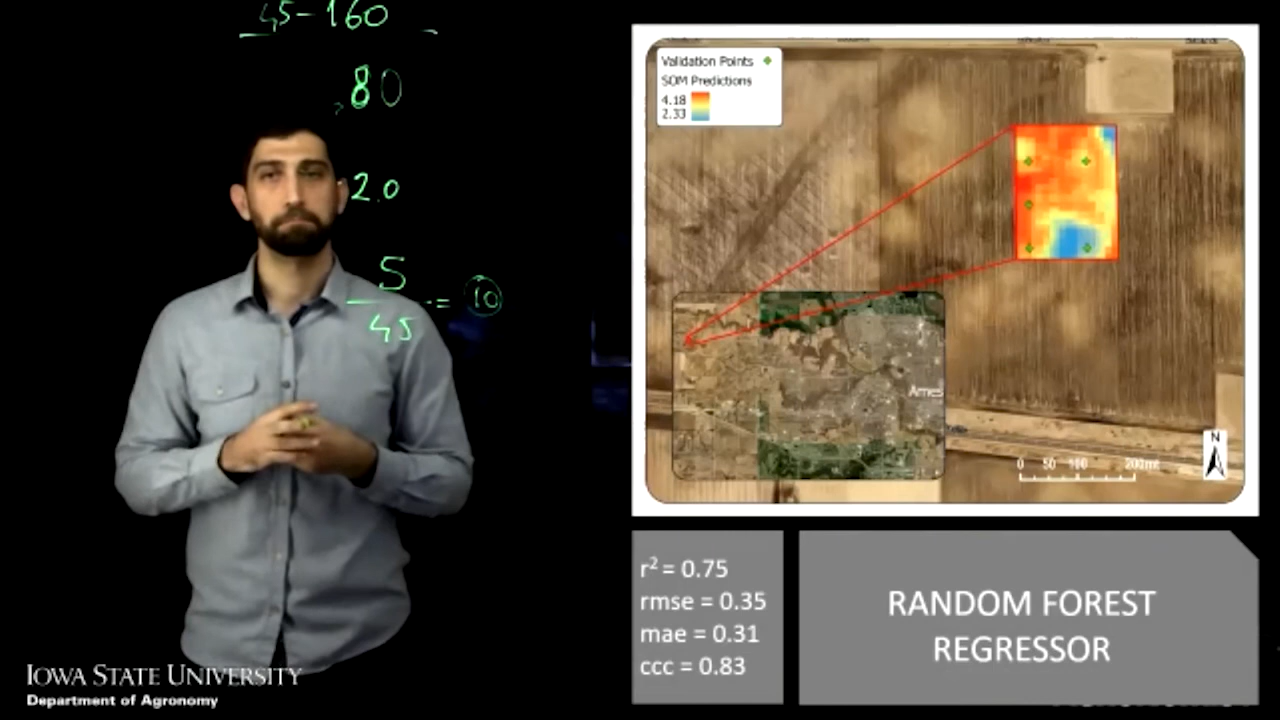 45-160
80
20
5
= 10
45
IOWA STATE UNIVERSITY
Department of Agronomy
Validation Points
SOM Predictions
4.18
2.33
Ames
N
0 50 100 200mt
r² = 0.75
rmse = 0.35
mae = 0.31
ccc = 0.83
RANDOM FOREST
REGRESSOR